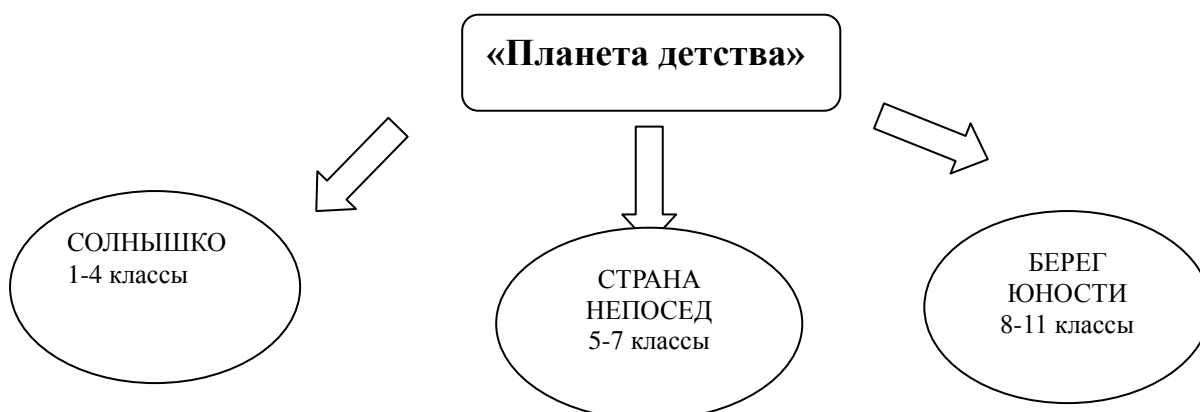 «Планета детства»
СОЛНЫШКО
1-4 классы
СТРАНА
НЕПОСЕД
5-7 классы
БЕРЕГ
ЮНОСТИ
8-11 классы